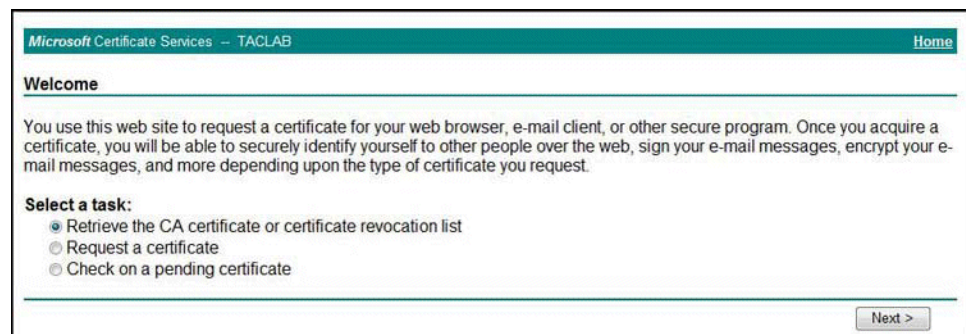 Microsoft Certificate Services -- TACLAB Home
Welcome
You use this web site to request a certificate for your web browser, e-mail client, or other secure program. Once you acquire a
certificate, you will be able to securely identify yourself to other people over the web, sign your e-mail messages, encrypt your e-
mail messages, and more depending upon the type of certificate you request.
Select a task:
Retrieve the CA certificate or certificate revocation list
Request a certificate
Check on a pending certificate
Next >